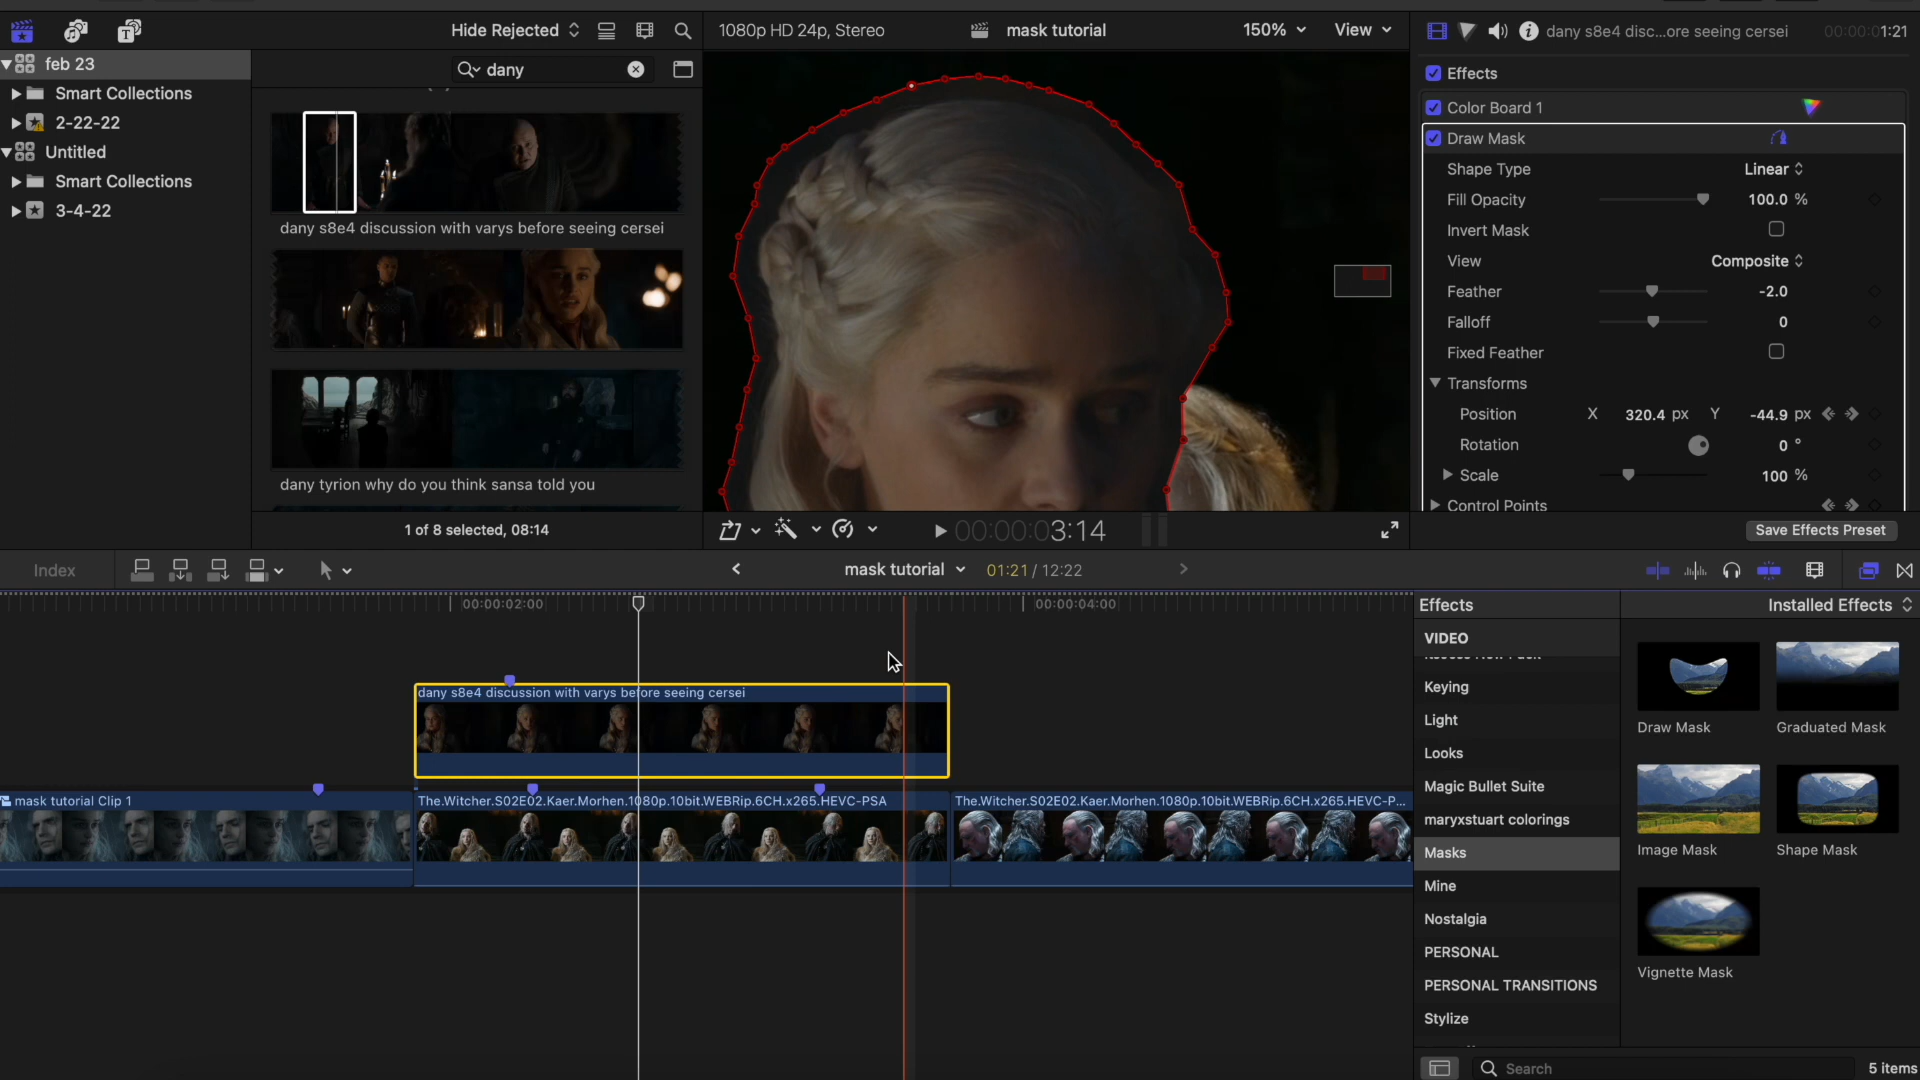 Hide Rejected
1080p HD 24p, Stereo
mask tutorial
150%
View
dany s8e4 disc...ore seeing cersei
00:00:01:21
feb 23
Smart Collections
2-22-22
Untitled
Smart Collections
3-4-22
dany
dany s8e4 discussion with varys before seeing cersei
dany tyrion why do you think sansa told you
1 of 8 selected, 08:14
00:00:03:14
Effects
Color Board 1
Draw Mask
Shape Type
Linear
Fill Opacity
100.0 %
Invert Mask
View
Composite
Feather
-2.0
Falloff
0
Fixed Feather
Transforms
Position
X 320.4 px Y -44.9 px
Rotation
0 °
Scale
100 %
Control Points
Save Effects Preset
Index
mask tutorial
01:21 / 12:22
00:00:02:00
00:00:04:00
dany s8e4 discussion with varys before seeing cersei
mask tutorial Clip 1
The.Witcher.S02E02.Kaer.Morhen.1080p.10bit.WEBRip.6CH.x265.HEVC-PSA
The.Witcher.S02E02.Kaer.Morhen.1080p.10bit.WEBRip.6CH.x265.HEVC-P...
Effects
Installed Effects
VIDEO
Keying
Light
Looks
Magic Bullet Suite
maryxstuart colorings
Masks
Mine
Nostalgia
PERSONAL
PERSONAL TRANSITIONS
Stylize
Draw Mask
Graduated Mask
Image Mask
Shape Mask
Vignette Mask
Search
5 items